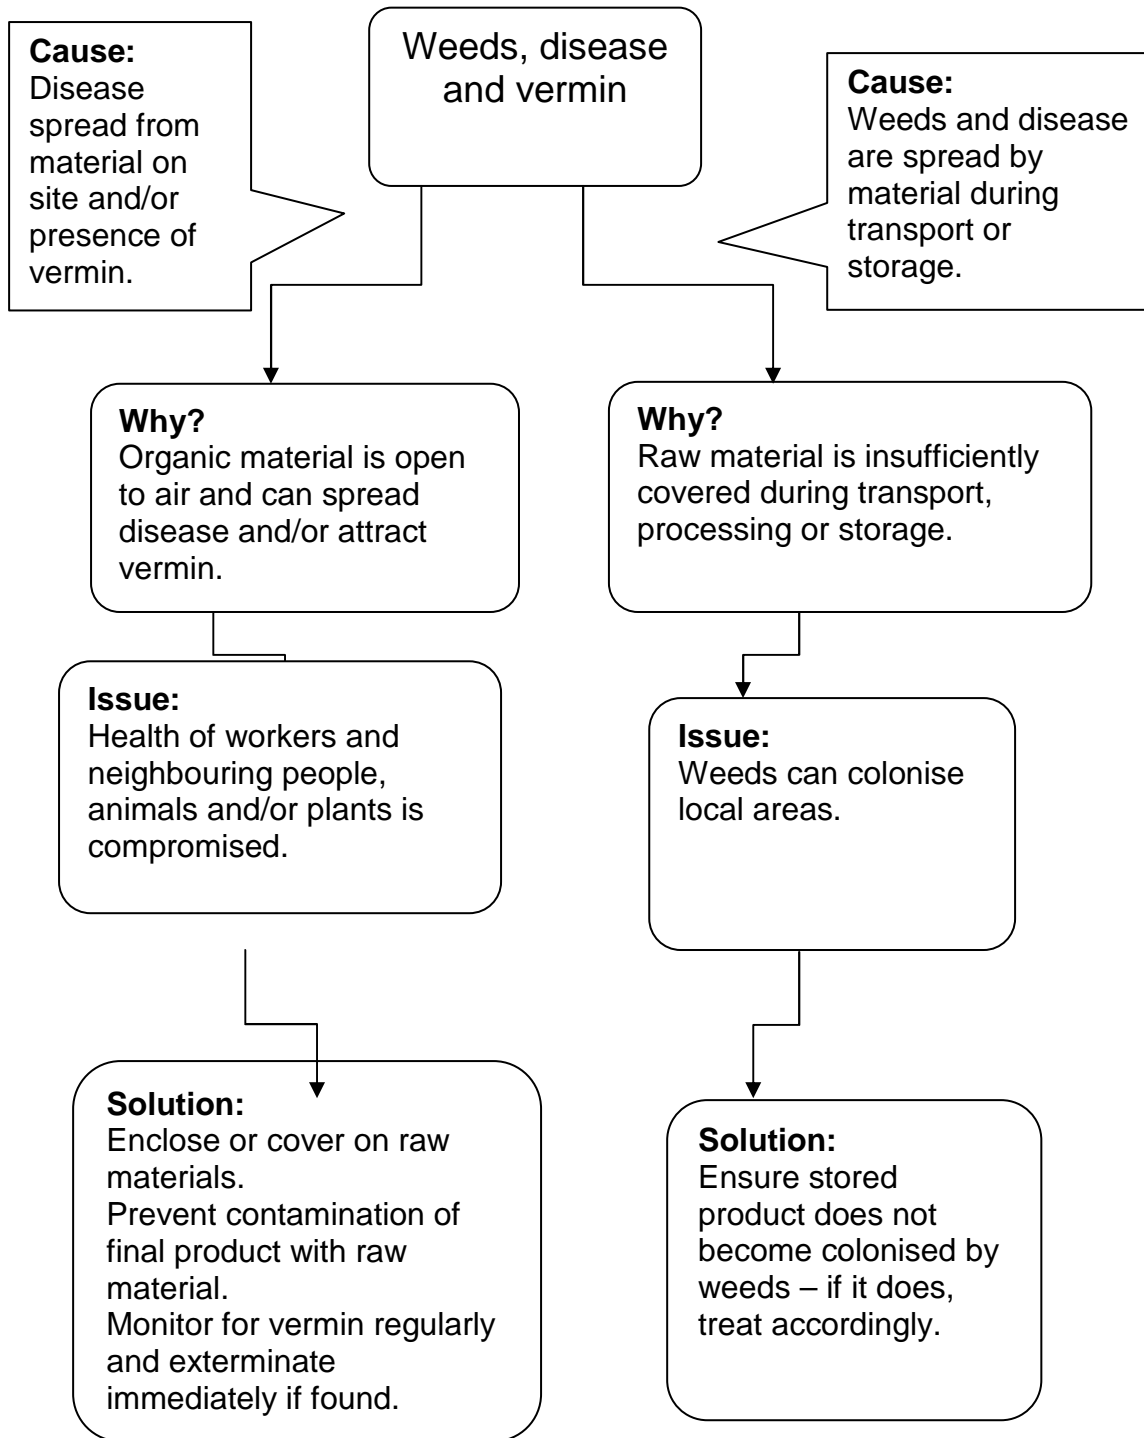 Weeds, disease
and vermin
Cause:
Disease
spread from
material on
site and/or
presence of
vermin.
Cause:
Weeds and disease
are spread by
material during
transport or
storage.
Why?
Organic material is open
to air and can spread
disease and/or attract
vermin.
Why?
Raw material is insufficiently
covered during transport,
processing or storage.
Issue:
Health of workers and
neighbouring people,
animals and/or plants is
compromised.
Issue:
Weeds can colonise
local areas.
Solution:
Enclose or cover on raw
materials.
Prevent contamination of
final product with raw
material.
Monitor for vermin regularly
and exterminate
immediately if found.
Solution:
Ensure stored
product does not
become colonised by
weeds – if it does,
treat accordingly.